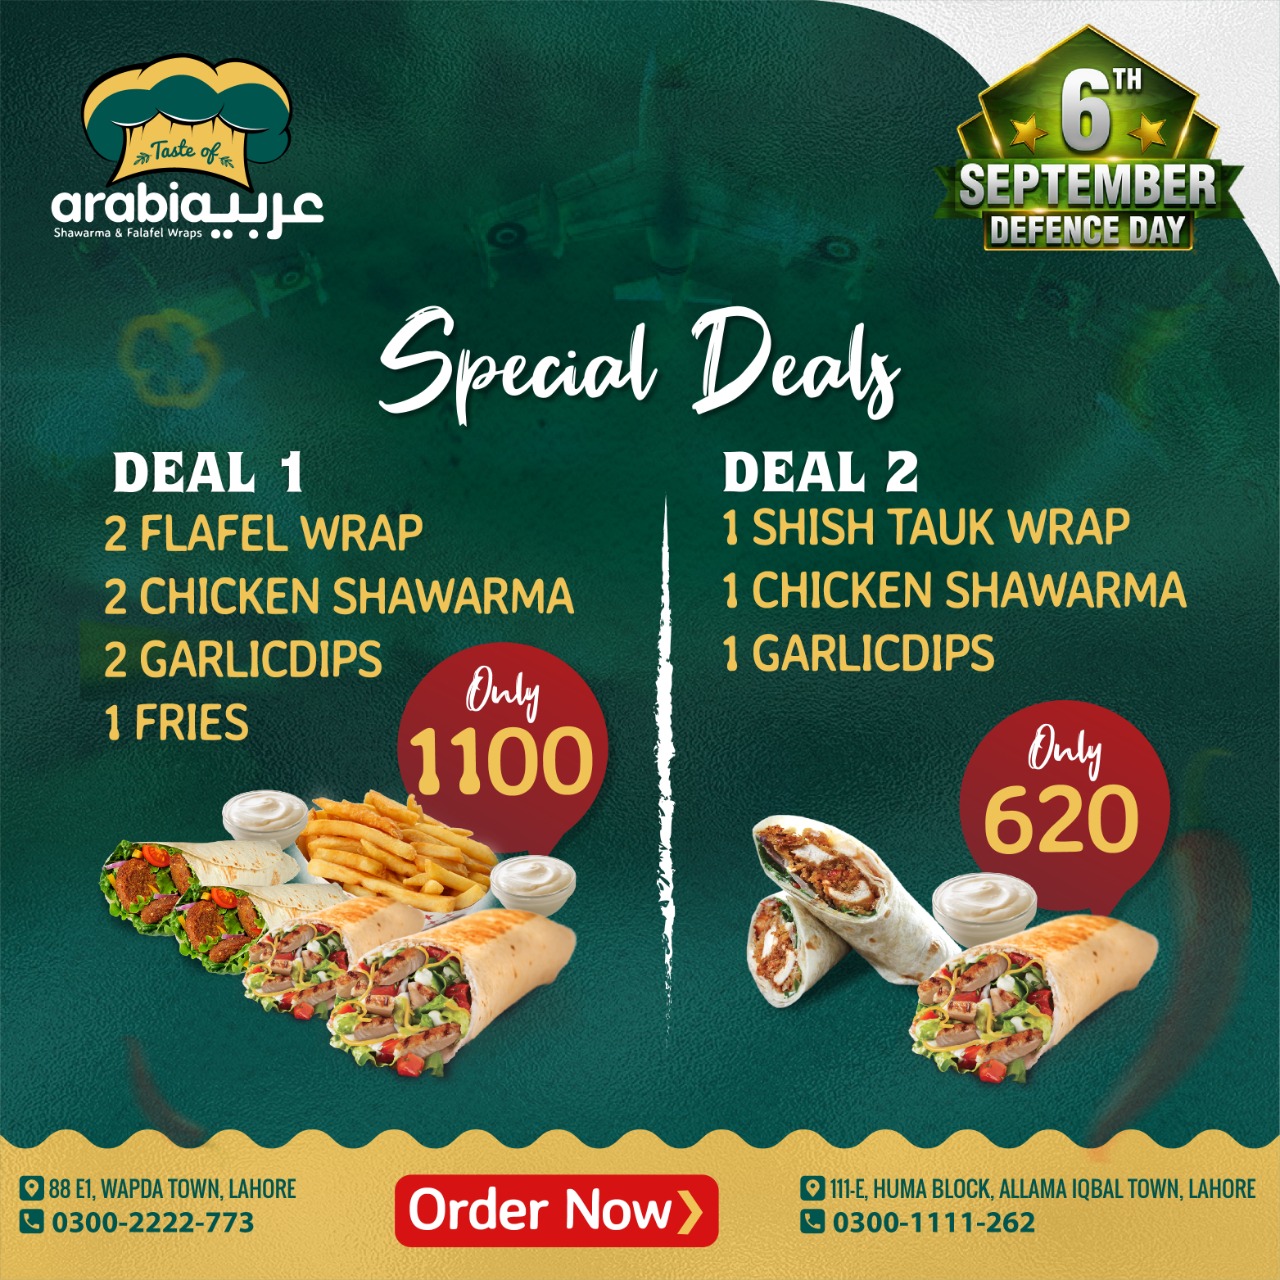 Taste of
arabia عربية
Shawarma & Falafel Wraps
6TH
SEPTEMBER
DEFENCE DAY
Special Deals
DEAL 1
2 FLAFEL WRAP
2 CHICKEN SHAWARMA
2 GARLICDIPS
1 FRIES
Only
1100
DEAL 2
1 SHISH TAUK WRAP
1 CHICKEN SHAWARMA
1 GARLICDIPS
Only
620
88 E1, WAPDA TOWN, LAHORE
0300-2222-773
Order Now
111-E, HUMA BLOCK, ALLAMA IQBAL TOWN, LAHORE
0300-1111-262